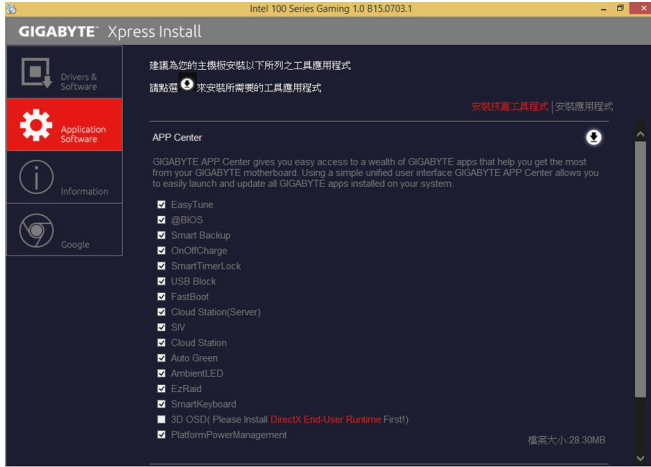 Intel 100 Series Gaming 1.0 B15.0703.1
GIGABYTE™ Xpress Install
Drivers & Software
Application Software
Information
Google
建議為您的主機板安裝以下所列之工具應用程式
請點選 來安裝所需要的工具應用程式
安裝技嘉工具程式 | 安裝應用程式
APP Center
GIGABYTE APP Center gives you easy access to a wealth of GIGABYTE apps that help you get the most
from your GIGABYTE motherboard. Using a simple unified user interface GIGABYTE APP Center allows you
to easily launch and update all GIGABYTE apps installed on your system.
EasyTune
@BIOS
Smart Backup
OnOffCharge
SmartTimerLock
USB Block
FastBoot
Cloud Station(Server)
SIV
Cloud Station
Auto Green
AmbientLED
EzRaid
SmartKeyboard
3D OSD( Please Install DirectX End-User Runtime First!)
PlatformPowerManagement
檔案大小:28.30MB